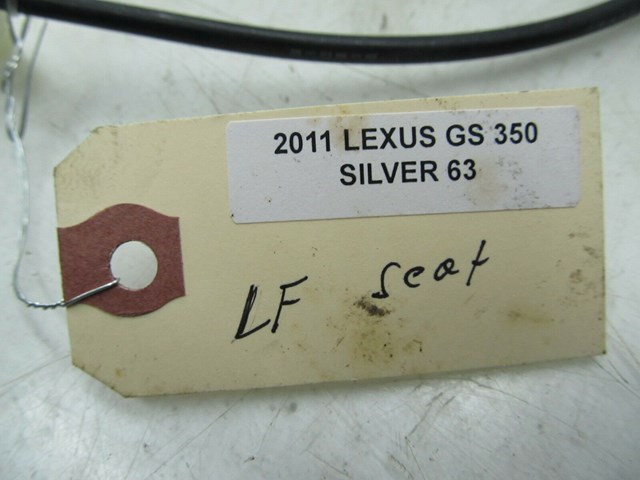 2011 LEXUS GS 350
SILVER 63
LF seat